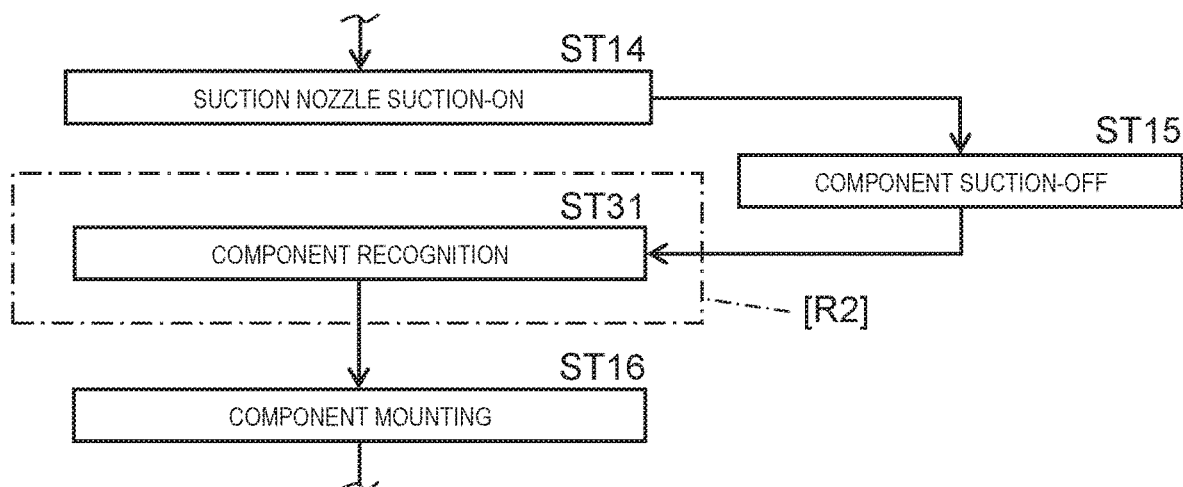 ST14
SUCTION NOZZLE SUCTION-ON
ST15
COMPONENT SUCTION-OFF
ST31
COMPONENT RECOGNITION
[R2]
ST16
COMPONENT MOUNTING